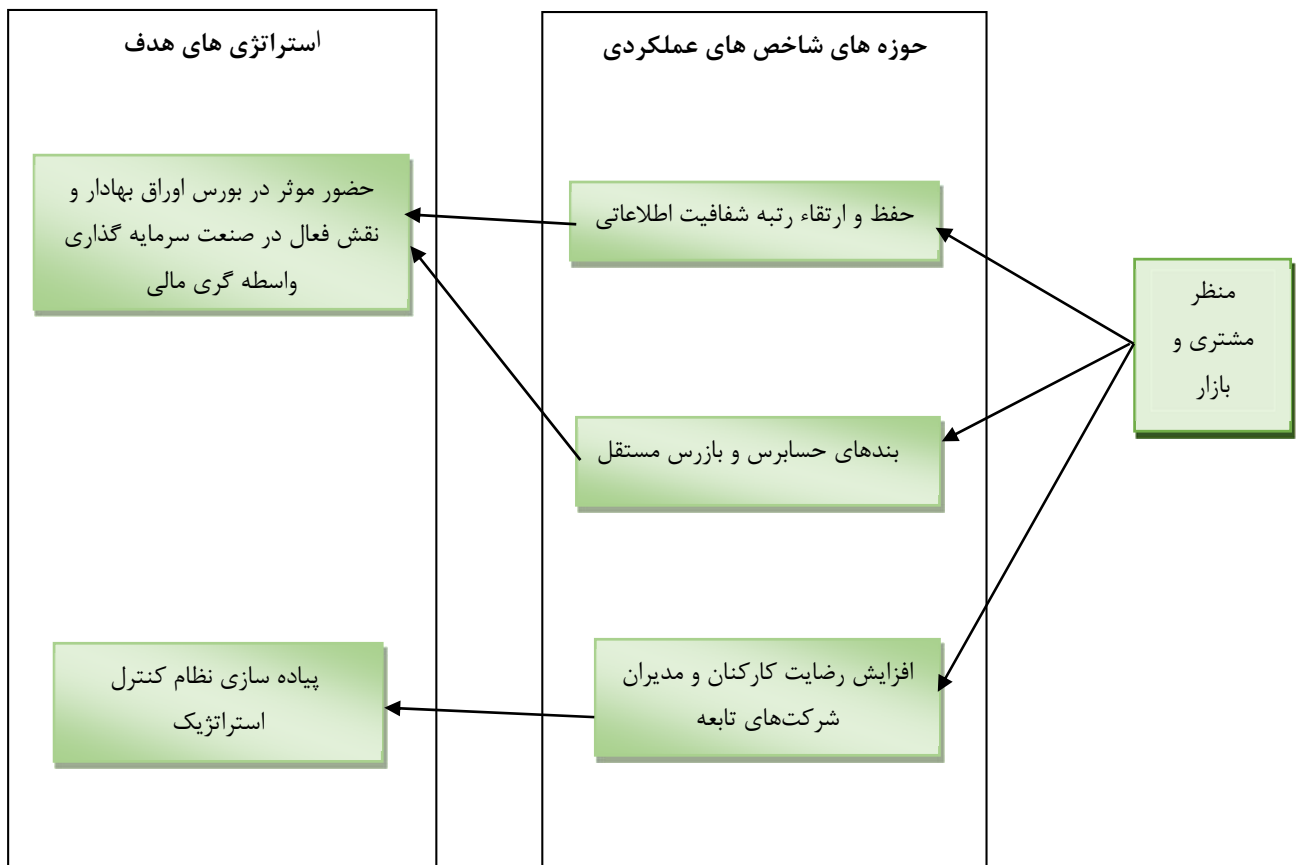 منظر
مشتری و
بازار
حوزه های شاخص های عملکردی
حفظ و ارتقاء رتبه شفافیت اطلاعاتی
بندهای حسابرس و بازرس مستقل
افزایش رضایت کارکنان و مدیران
شرکت‌های تابعه
استراتژی های هدف
حضور موثر در بورس اوراق بهادار و
نقش فعال در صنعت سرمایه گذاری
واسطه گری مالی
پیاده سازی نظام کنترل
استراتژیک